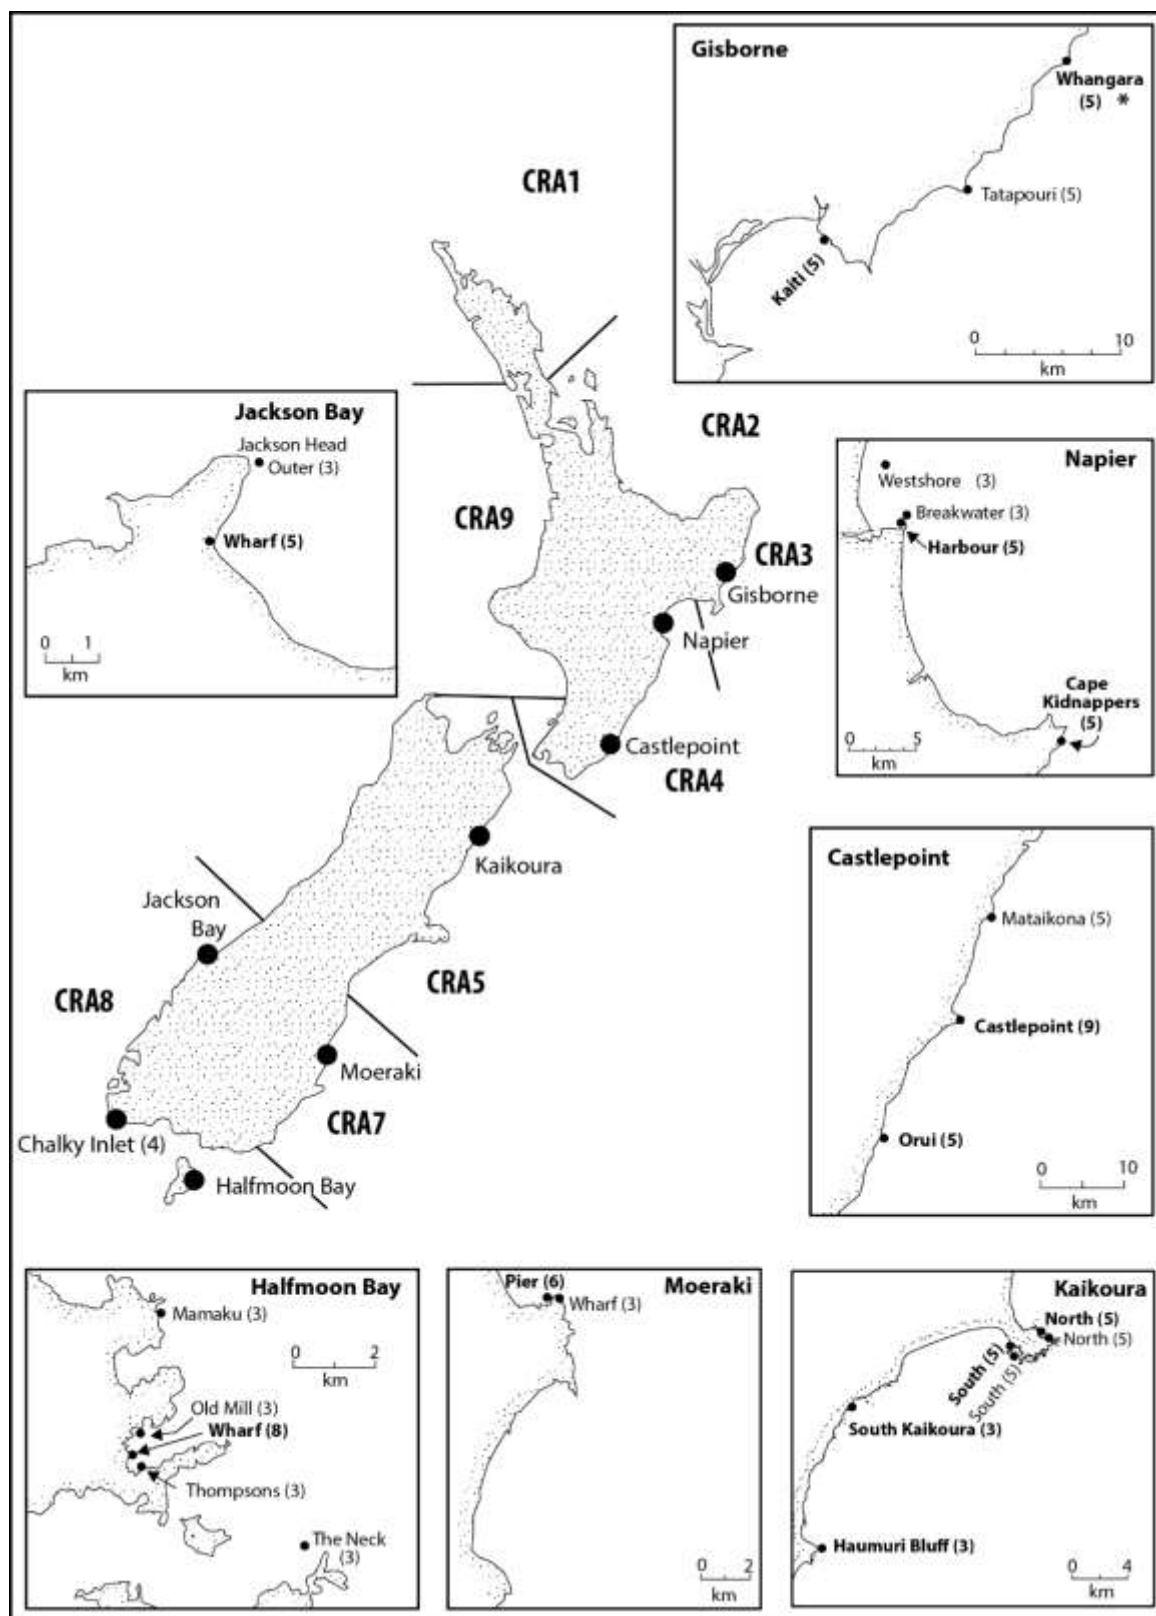 Gisborne
Whangara
(5) *
Tatapouri (5)
Kaiti (5)
0 10
km
CRA1
CRA2
CRA9
CRA3
Gisborne
Napier
Castlepoint
CRA4
Kaikoura
Jackson
Bay
CRA8
CRA5
Moeraki
CRA7
Chalky Inlet (4)
Halfmoon Bay
Jackson Bay
Jackson Head
Outer (3)
Wharf (5)
0 1
km
Napier
Westshore (3)
Breakwater (3)
Harbour (5)
Cape
Kidnappers
(5)
0 5
km
Castlepoint
Mataikona (5)
Castlepoint (9)
Orui (5)
0 10
km
Halfmoon Bay
Mamaku (3)
0 2
km
Old Mill (3)
Wharf (8)
Thompsons (3)
The Neck
(3)
Moeraki
Pier (6)
Wharf (3)
0 2
km
Kaikoura
North (5)
North (5)
South (5)
South (5)
South Kaikoura (3)
Haumuri Bluff (3)
0 4
km